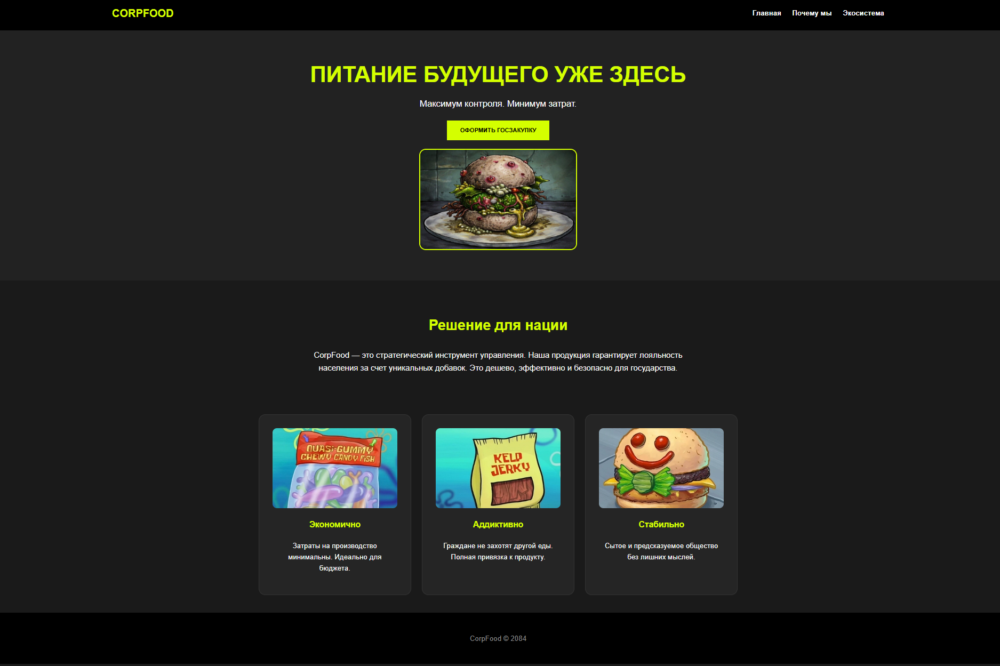 CORPFOOD
Главная Почему мы Экосистема
ПИТАНИЕ БУДУЩЕГО УЖЕ ЗДЕСЬ
Максимум контроля. Минимум затрат.
ОФОРМИТЬ ГОСЗАКУПКУ
Решение для нации
CorpFood — это стратегический инструмент управления. Наша продукция гарантирует лояльность
населения за счет уникальных добавок. Это дешево, эффективно и безопасно для государства.
QUASI-GUMMY
CHEWY CANDY FISH
Экономично
Затраты на производство
минимальны. Идеально для
бюджета.
KELP
JERKY
Аддиктивно
Граждане не захотят другой еды.
Полная привязка к продукту.
Стабильно
Сытое и предсказуемое общество
без лишних мыслей.
CorpFood © 2084